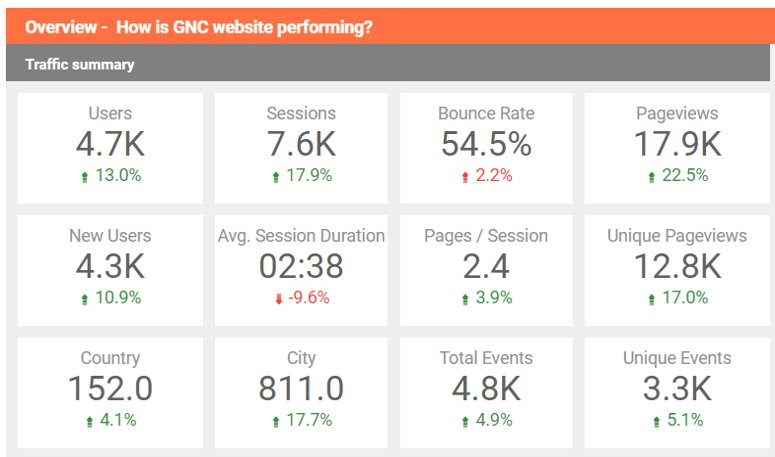 Overview -  How is GNC website performing?
Traffic summary
Users
4.7K
13.0%
Sessions
7.6K
17.9%
Bounce Rate
54.5%
2.2%
Pageviews
17.9K
22.5%
New Users
4.3K
10.9%
Avg. Session Duration
02:38
-9.6%
Pages / Session
2.4
3.9%
Unique Pageviews
12.8K
17.0%
Country
152.0
4.1%
City
811.0
17.7%
Total Events
4.8K
4.9%
Unique Events
3.3K
5.1%